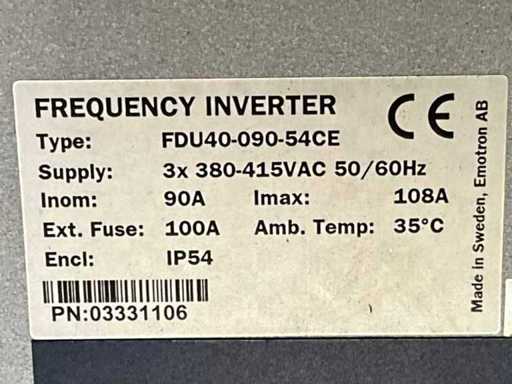 FREQUENCY INVERTER CE
Type: FDU40-090-54CE
Supply: 3x 380-415VAC 50/60Hz
Inom: 90A Imax: 108A
Ext. Fuse: 100A Amb. Temp: 35°C
Encl: IP54
PN:03331106
Made in Sweden, Emotron AB